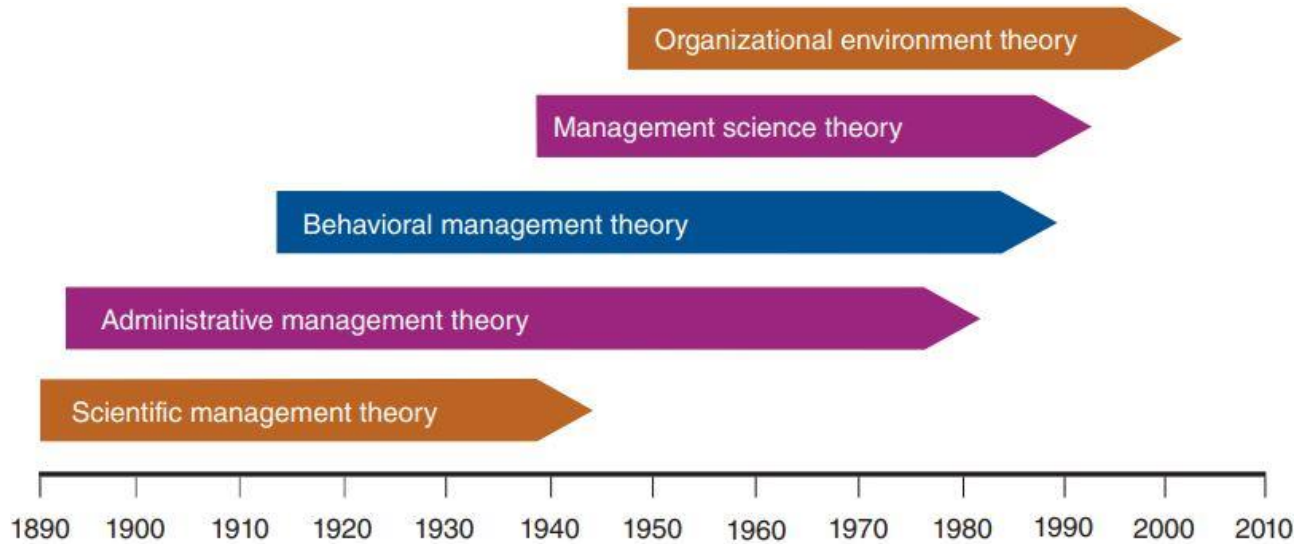 Organizational environment theory
Management science theory
Behavioral management theory
Administrative management theory
Scientific management theory
1890 1900 1910 1920 1930 1940 1950 1960 1970 1980 1990 2000 2010